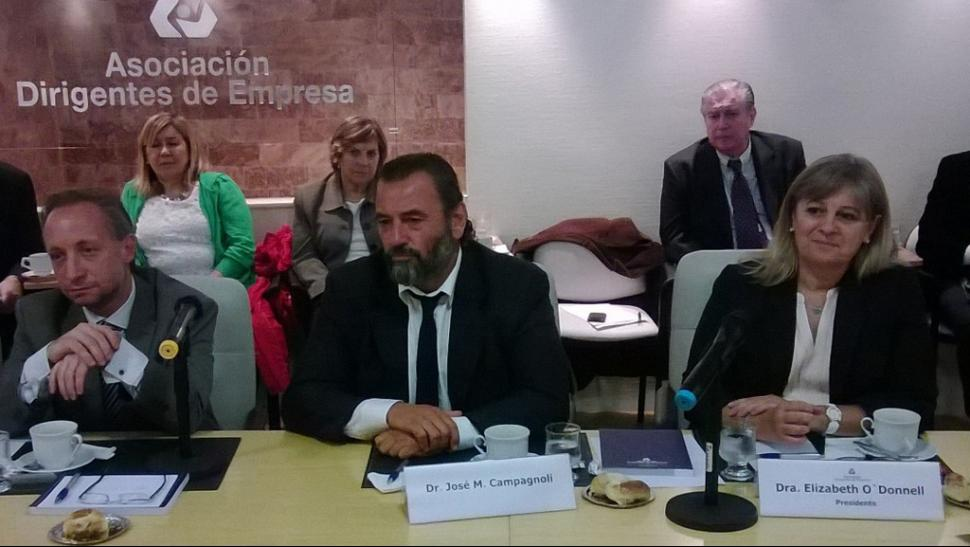 Asociación
Dirigentes de Empresa
Dr. José M. Campagnoli
Dra. Elizabeth O`Donnell
Presidente